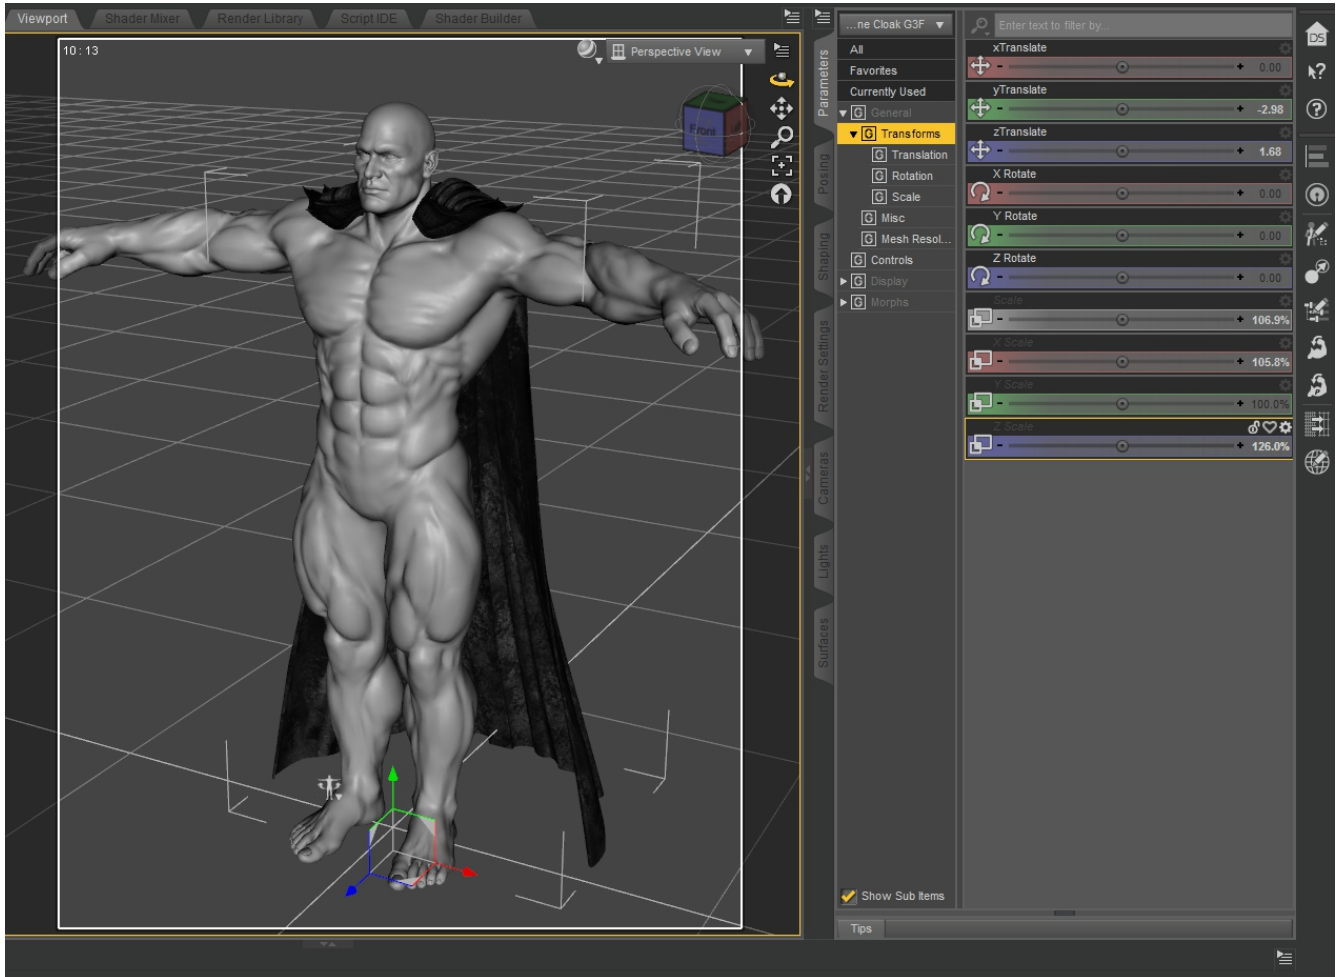 Viewport
Shader Mixer
Render Library
Script IDE
Shader Builder
10 : 13
Perspective View
Front
Parameters
Posing
Shaping
Render Settings
Cameras
Lights
Surfaces
...ne Cloak G3F
All
Favorites
Currently Used
G General
G Transforms
G Translation
G Rotation
G Scale
G Misc
G Mesh Resol...
G Controls
G Display
G Morphs
Show Sub Items
Tips
Enter text to filter by...
xTranslate
- + 0.00
yTranslate
- + -2.98
zTranslate
- + 1.68
X Rotate
- + 0.00
Y Rotate
- + 0.00
Z Rotate
- + 0.00
Scale
- + 106.9%
X Scale
- + 105.8%
Y Scale
- + 100.0%
Z Scale
- + 126.0%
DS
?
?